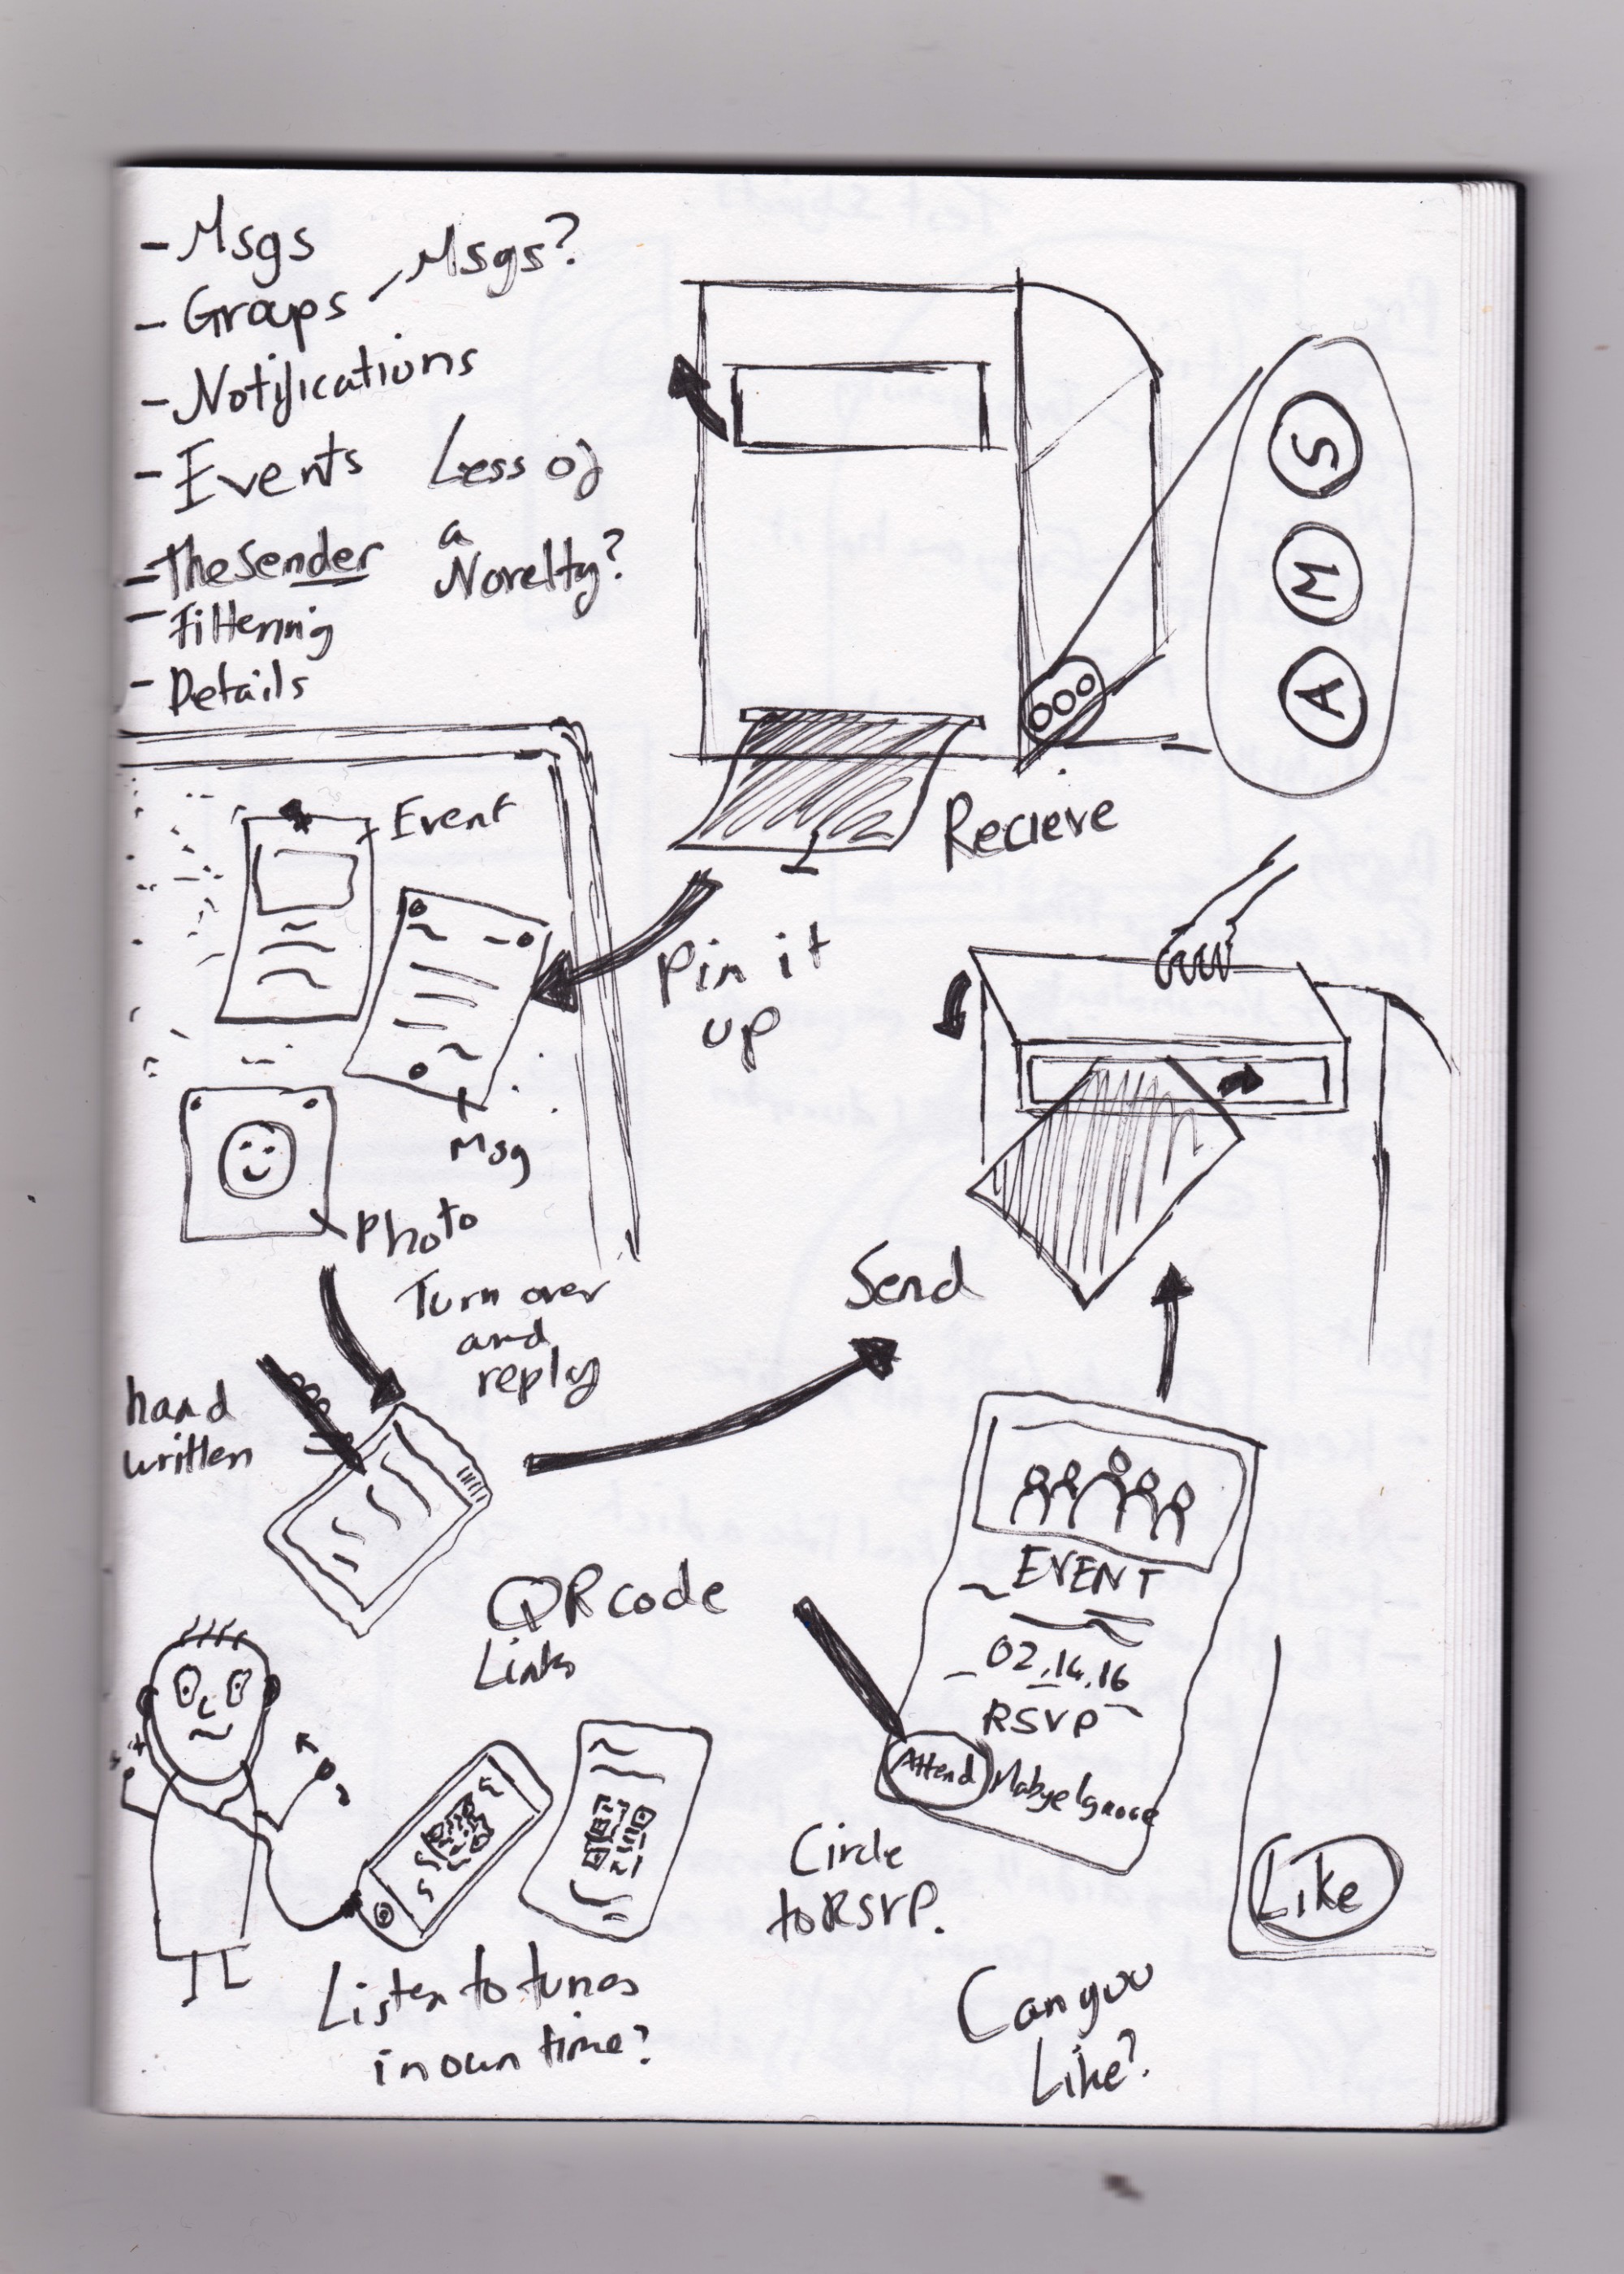 - Msgs
- Groups - Msgs?
- Notifications
- Events
Less of
a
Novelty?
- The Sender
- Filtering
- Details
S
M
A
Recieve
Event
Pin it
up
Msg
Photo
Turn over
and
reply
Send
hand
written
QR code
Links
EVENT
02.14.16
RSVP
Attend Mabye Ignore
Circle
to RSVP.
Like
Listen to tunes
in own time?
Can you
Like?